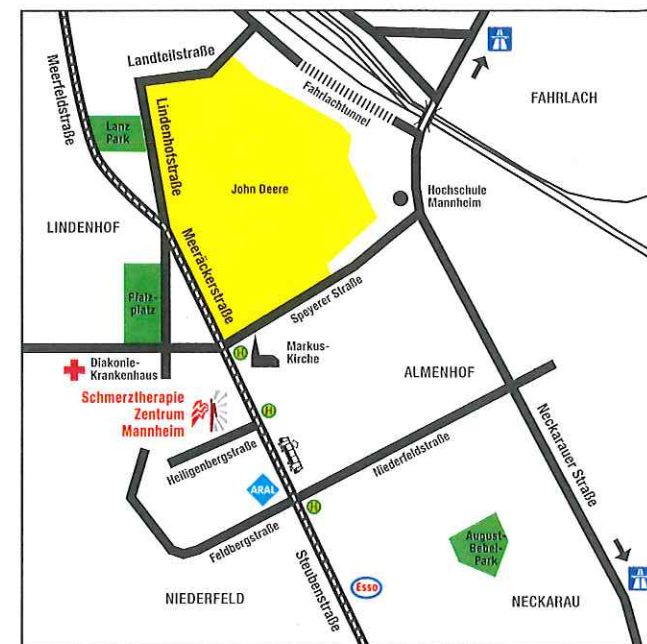 Landteilstraße
Meerfeldstraße
Fahrlachtunnel
FAHRLACH
Lanz
Park
Lindenhofstraße
John Deere
Hochschule
Mannheim
LINDENHOF
Meeräckerstraße
Speyerer Straße
Pfalz-
platz
H
Markus-
Kirche
Diakonie-
Krankenhaus
ALMENHOF
Schmerztherapie
Zentrum
Mannheim
H
Heiligenbergstraße
Niederfeldstraße
Neckarauer Straße
ARAL
H
Feldbergstraße
Steubenstraße
August-
Bebel-
Park
Esso
NIEDERFELD
NECKARAU